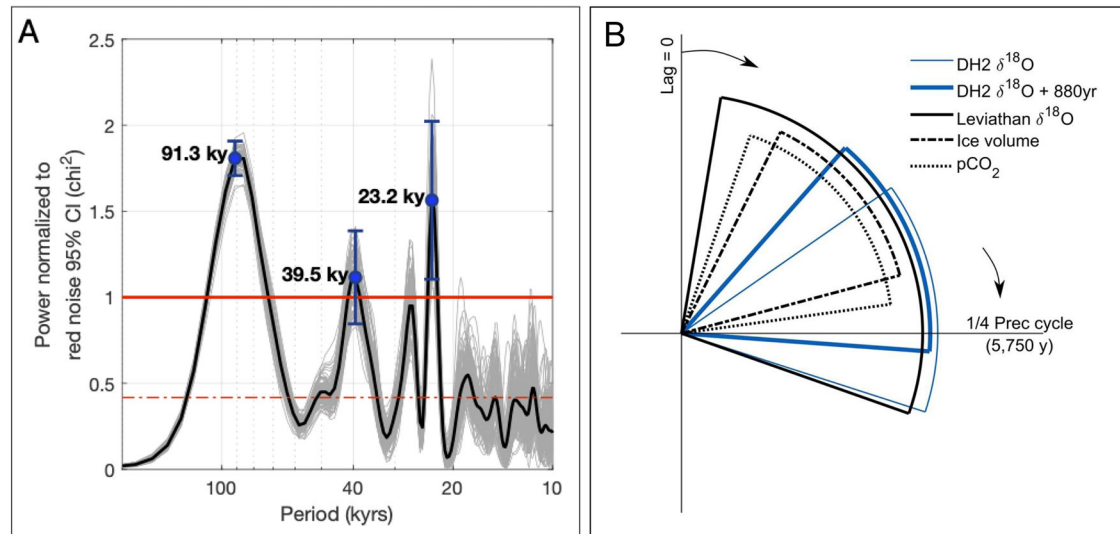 A
2.5
2
1.5
1
0.5
0
91.3 ky
39.5 ky
23.2 ky
Power normalized to
red noise 95% CI (chi²)
100
40
20
10
Period (kyrs)
B
Lag = 0
DH2 δ¹⁸O
DH2 δ¹⁸O + 880yr
Leviathan δ¹⁸O
Ice volume
pCO₂
1/4 Prec cycle
(5,750 y)